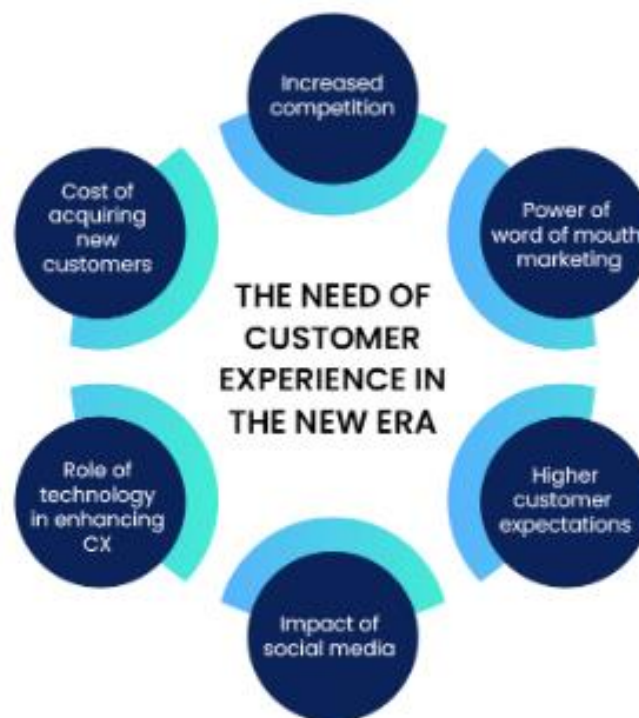 Increased
competition
Power of
word of mouth
marketing
Higher
customer
expectations
Impact of
social media
Role of
technology
in enhancing
CX
Cost of
acquiring
new
customers
THE NEED OF
CUSTOMER
EXPERIENCE IN
THE NEW ERA